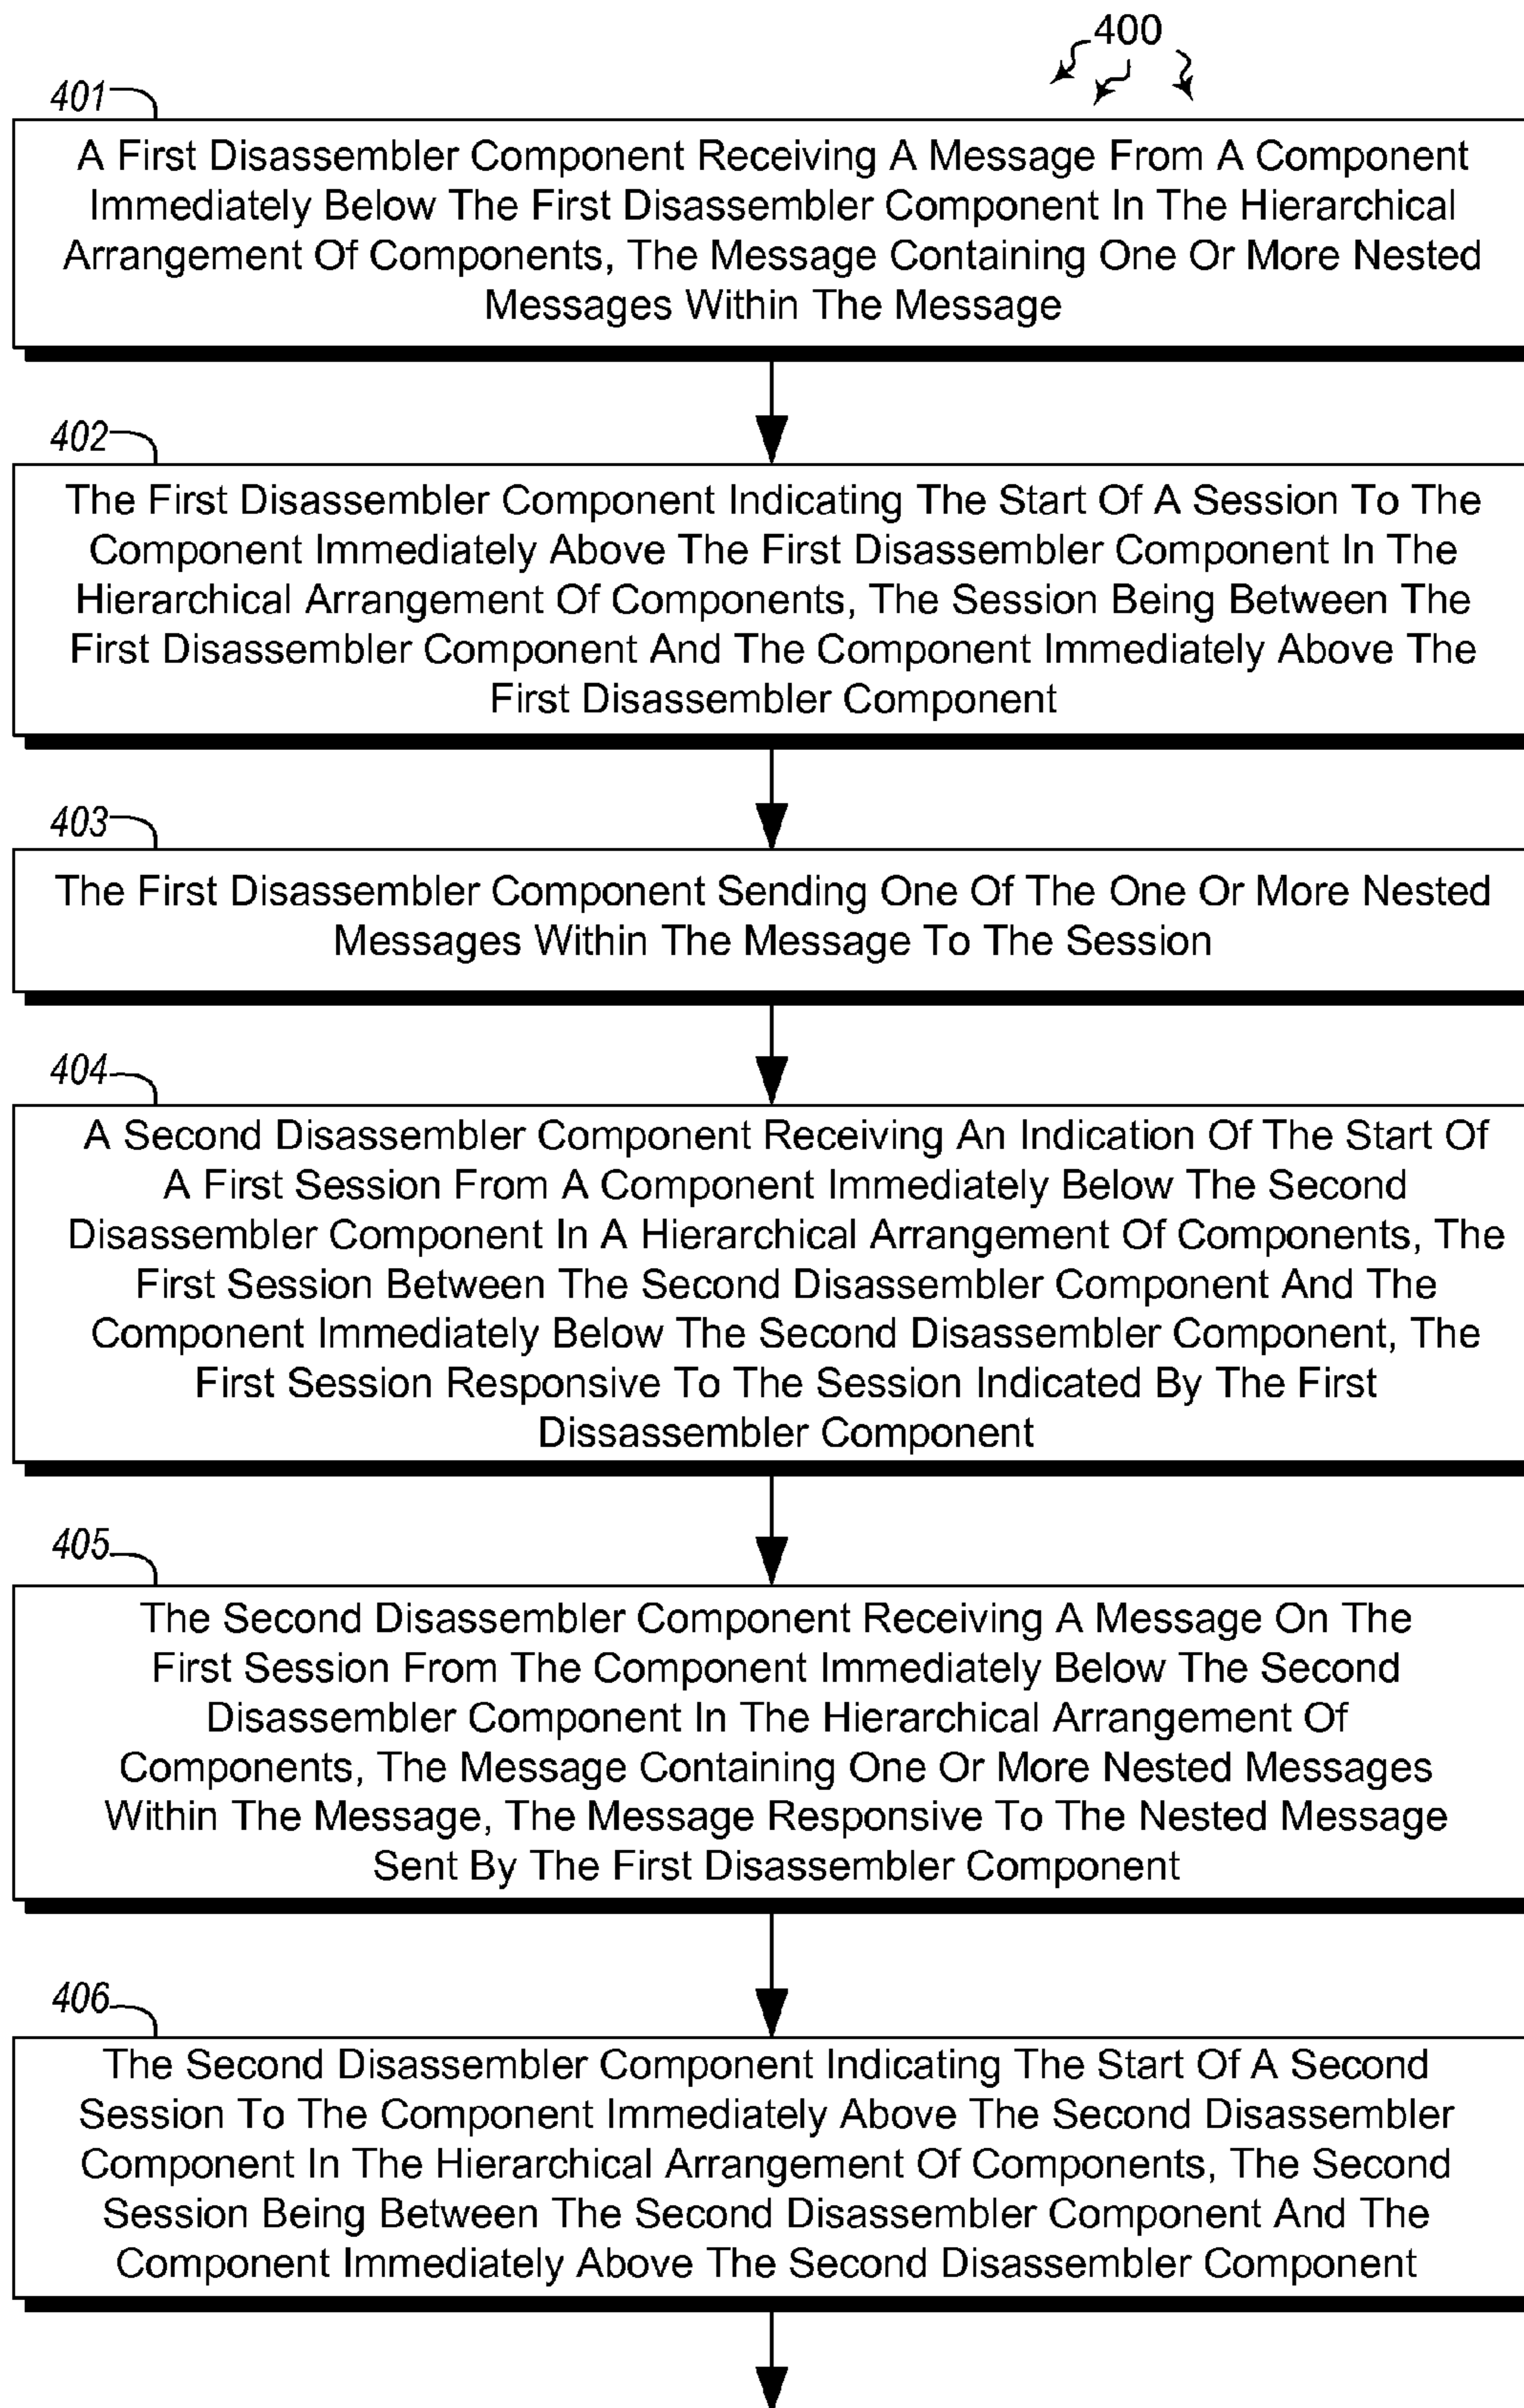 400
401
A First Disassembler Component Receiving A Message From A Component
Immediately Below The First Disassembler Component In The Hierarchical
Arrangement Of Components, The Message Containing One Or More Nested
Messages Within The Message
402
The First Disassembler Component Indicating The Start Of A Session To The
Component Immediately Above The First Disassembler Component In The
Hierarchical Arrangement Of Components, The Session Being Between The
First Disassembler Component And The Component Immediately Above The
First Disassembler Component
403
The First Disassembler Component Sending One Of The One Or More Nested
Messages Within The Message To The Session
404
A Second Disassembler Component Receiving An Indication Of The Start Of
A First Session From A Component Immediately Below The Second
Disassembler Component In A Hierarchical Arrangement Of Components, The
First Session Between The Second Disassembler Component And The
Component Immediately Below The Second Disassembler Component, The
First Session Responsive To The Session Indicated By The First
Dissassembler Component
405
The Second Disassembler Component Receiving A Message On The
First Session From The Component Immediately Below The Second
Disassembler Component In The Hierarchical Arrangement Of
Components, The Message Containing One Or More Nested Messages
Within The Message, The Message Responsive To The Nested Message
Sent By The First Disassembler Component
406
The Second Disassembler Component Indicating The Start Of A Second
Session To The Component Immediately Above The Second Disassembler
Component In The Hierarchical Arrangement Of Components, The Second
Session Being Between The Second Disassembler Component And The
Component Immediately Above The Second Disassembler Component